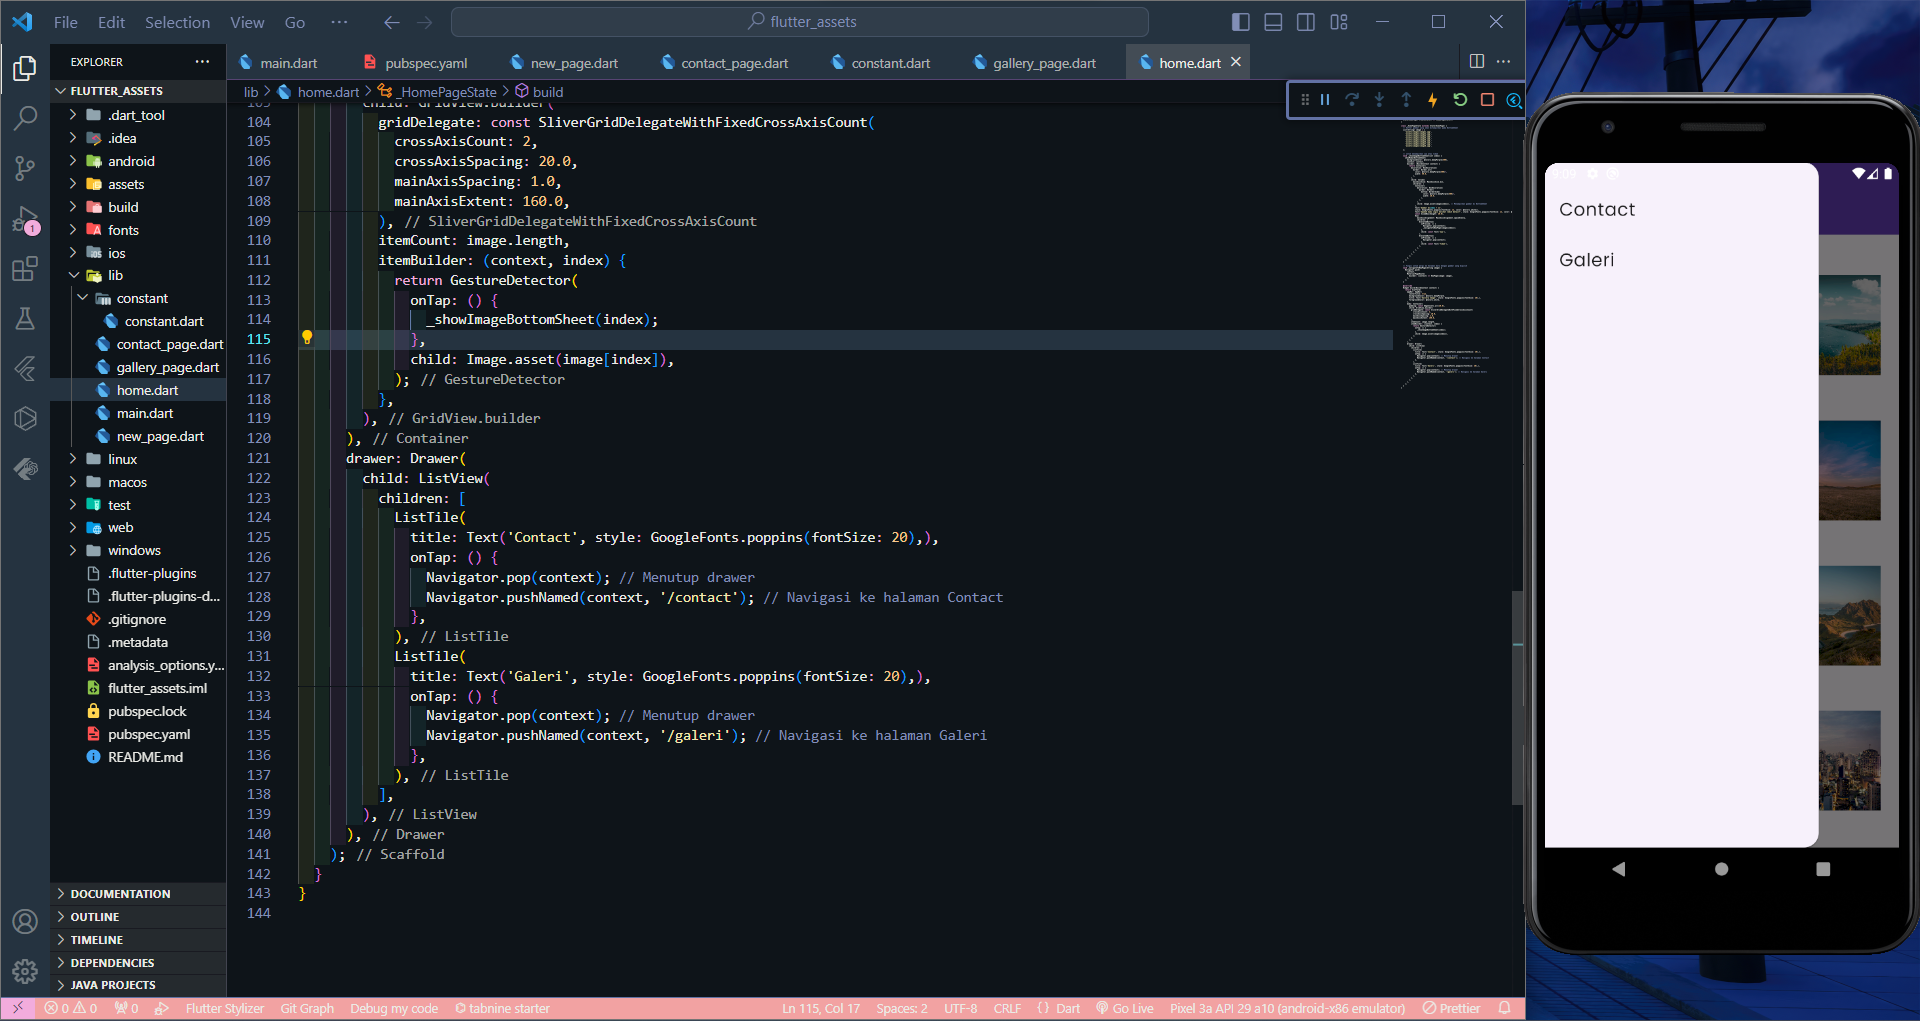 File Edit Selection View Go ···
flutter_assets
EXPLORER ···
main.dart
pubspec.yaml
new_page.dart
contact_page.dart
constant.dart
gallery_page.dart
home.dart
lib > home.dart > _HomePageState > build
FLUTTER_ASSETS
.dart_tool
.idea
android
assets
build
fonts
ios
lib
constant
constant.dart
contact_page.dart
gallery_page.dart
home.dart
main.dart
new_page.dart
linux
macos
test
web
windows
.flutter-plugins
.flutter-plugins-d...
.gitignore
.metadata
analysis_options.y...
flutter_assets.iml
pubspec.lock
pubspec.yaml
README.md
DOCUMENTATION
OUTLINE
TIMELINE
DEPENDENCIES
JAVA PROJECTS
103 child: GridView.builder(
104 gridDelegate: const SliverGridDelegateWithFixedCrossAxisCount(
105 crossAxisCount: 2,
106 crossAxisSpacing: 20.0,
107 mainAxisSpacing: 1.0,
108 mainAxisExtent: 160.0,
109 ), // SliverGridDelegateWithFixedCrossAxisCount
110 itemCount: image.length,
111 itemBuilder: (context, index) {
112 return GestureDetector(
113 onTap: () {
114 _showImageBottomSheet(index);
115 },
116 child: Image.asset(image[index]),
117 ); // GestureDetector
118 },
119 ), // GridView.builder
120 ), // Container
121 drawer: Drawer(
122 child: ListView(
123 children: [
124 ListTile(
125 title: Text('Contact', style: GoogleFonts.poppins(fontSize: 20),),
126 onTap: () {
127 Navigator.pop(context); // Menutup drawer
128 Navigator.pushNamed(context, '/contact'); // Navigasi ke halaman Contact
129 },
130 ), // ListTile
131 ListTile(
132 title: Text('Galeri', style: GoogleFonts.poppins(fontSize: 20),),
133 onTap: () {
134 Navigator.pop(context); // Menutup drawer
135 Navigator.pushNamed(context, '/galeri'); // Navigasi ke halaman Galeri
136 },
137 ), // ListTile
138 ],
139 ), // ListView
140 ), // Drawer
141 ); // Scaffold
142 }
143 }
144
1
Contact
Galeri
0 0 0 Flutter Stylizer Git Graph Debug my code tabnine starter Ln 115, Col 17 Spaces: 2 UTF-8 CRLF {} Dart Go Live Pixel 3a API 29 a10 (android-x86 emulator) Prettier